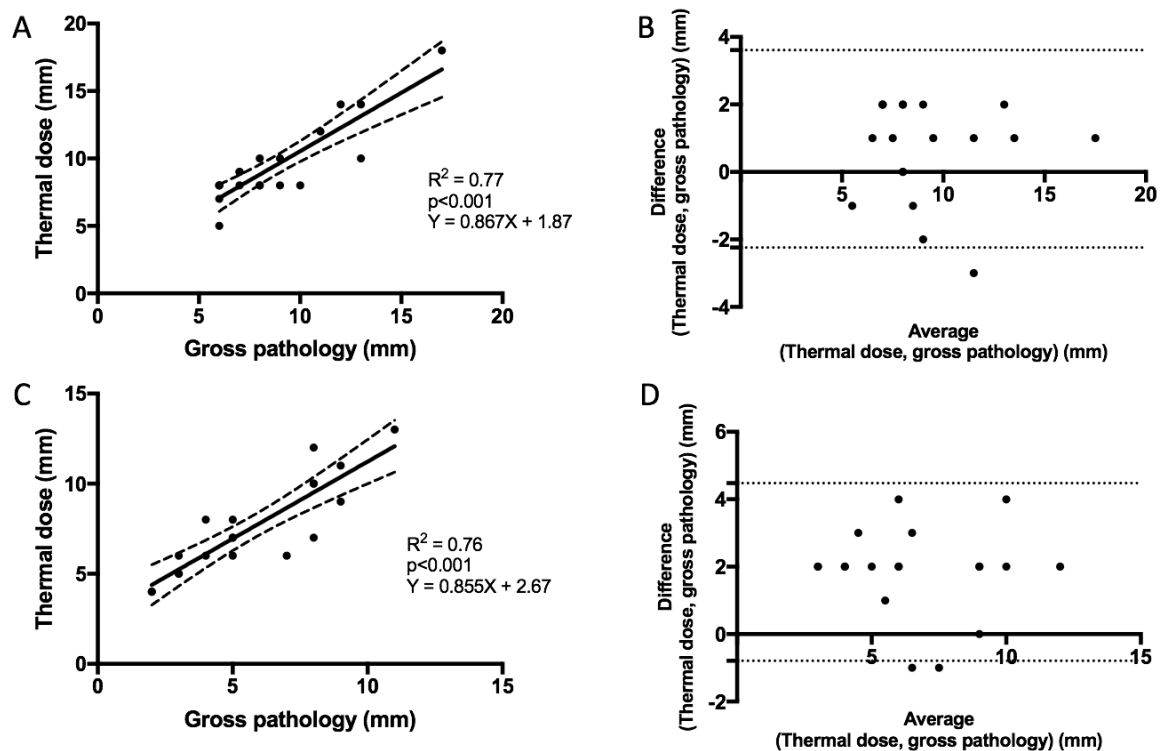 A
Thermal dose (mm)
20
15
10
5
0
0
5
10
15
20
Gross pathology (mm)
R² = 0.77
p<0.001
Y = 0.867X + 1.87
B
Difference
(Thermal dose, gross pathology) (mm)
4
2
0
-2
-4
5
10
15
20
Average
(Thermal dose, gross pathology) (mm)
C
Thermal dose (mm)
15
10
5
0
0
5
10
15
Gross pathology (mm)
R² = 0.76
p<0.001
Y = 0.855X + 2.67
D
Difference
(Thermal dose, gross pathology) (mm)
6
4
2
0
-2
5
10
15
Average
(Thermal dose, gross pathology) (mm)